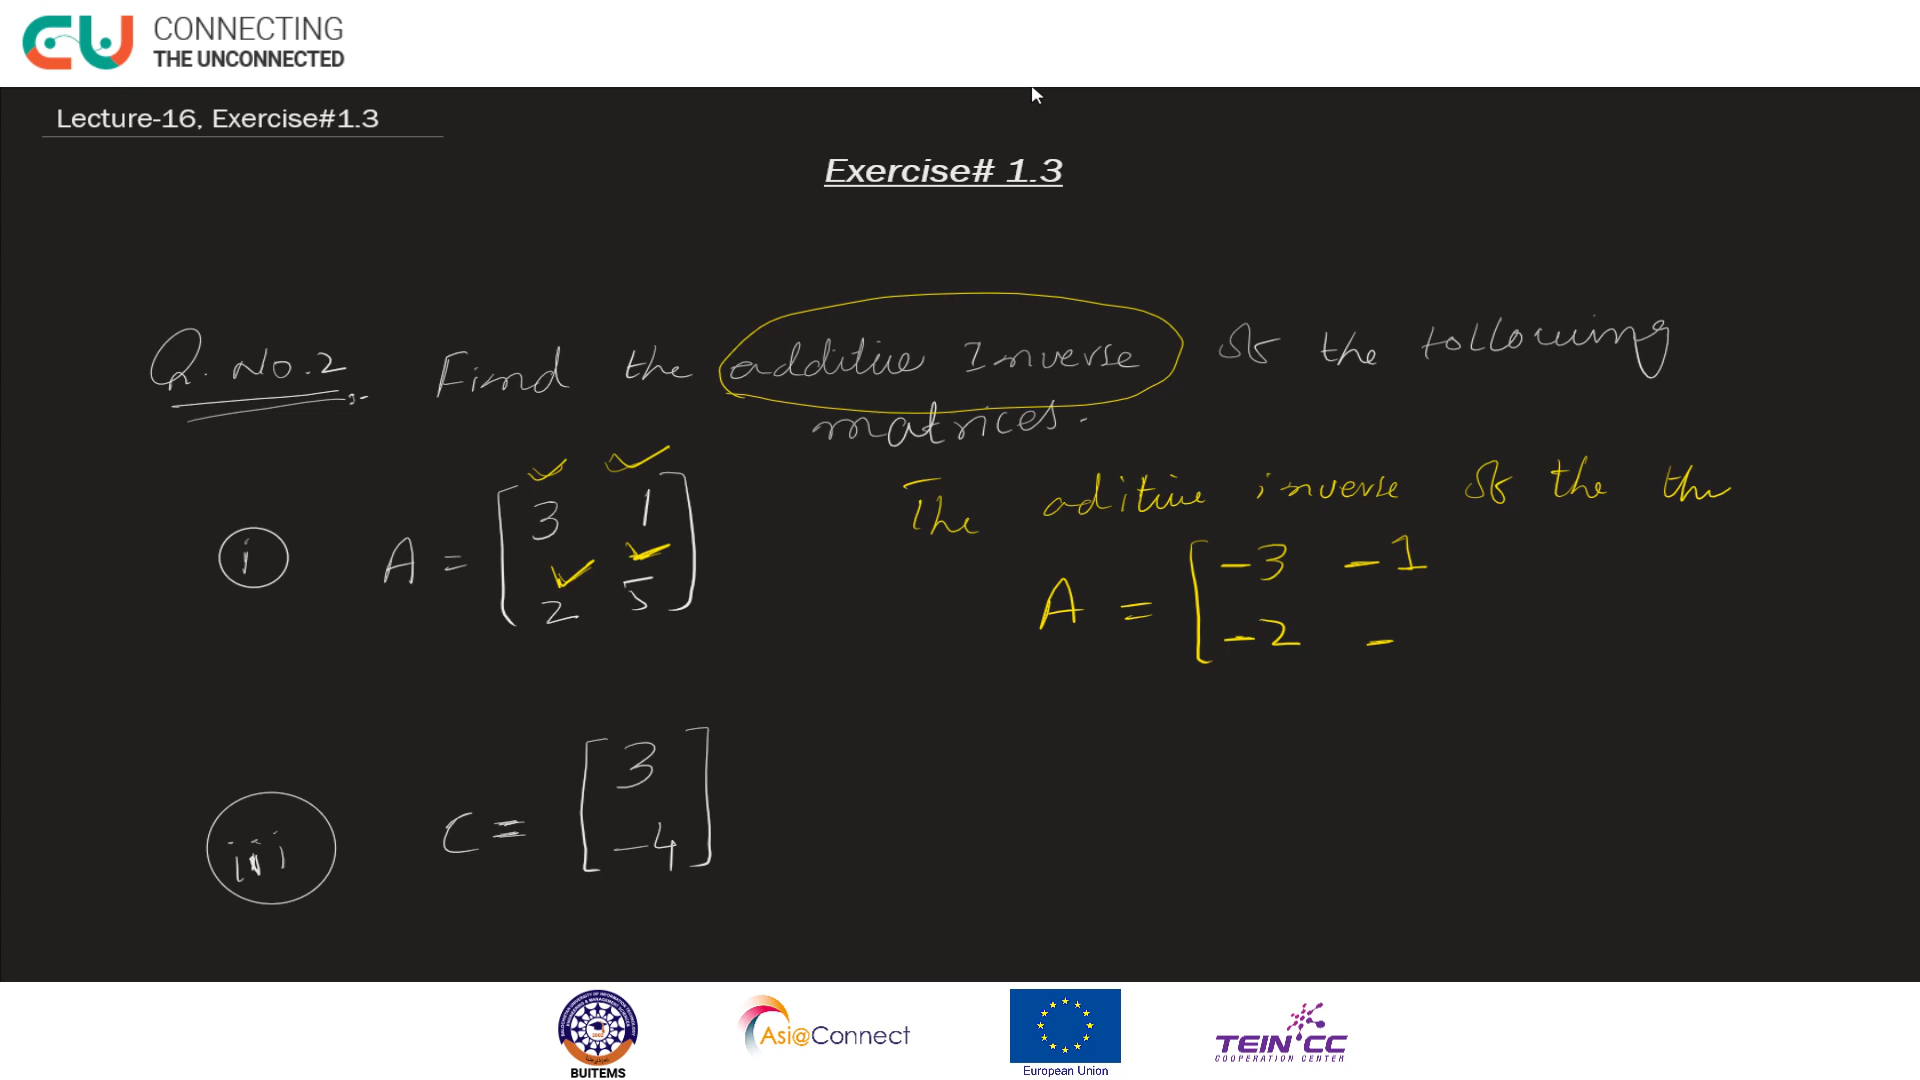 CONNECTING
THE UNCONNECTED
Lecture-16, Exercise#1.3
Exercise# 1.3
Q. No.2 :- Find the additive Inverse of the following
matrices.
The aditive inverse of the the
i A = [ 3 1
2 5 ]
A = [ -3 -1
-2 -
iii C = [ 3
-4 ]
BUITEMS
Asi@Connect
European Union
TEIN*CC
COOPERATION CENTER